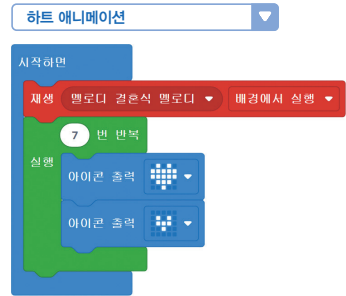 하트 애니메이션
시작하면
재생 멜로디 결혼식 멜로디 배경에서 실행
7 번 반복
실행
아이콘 출력
아이콘 출력